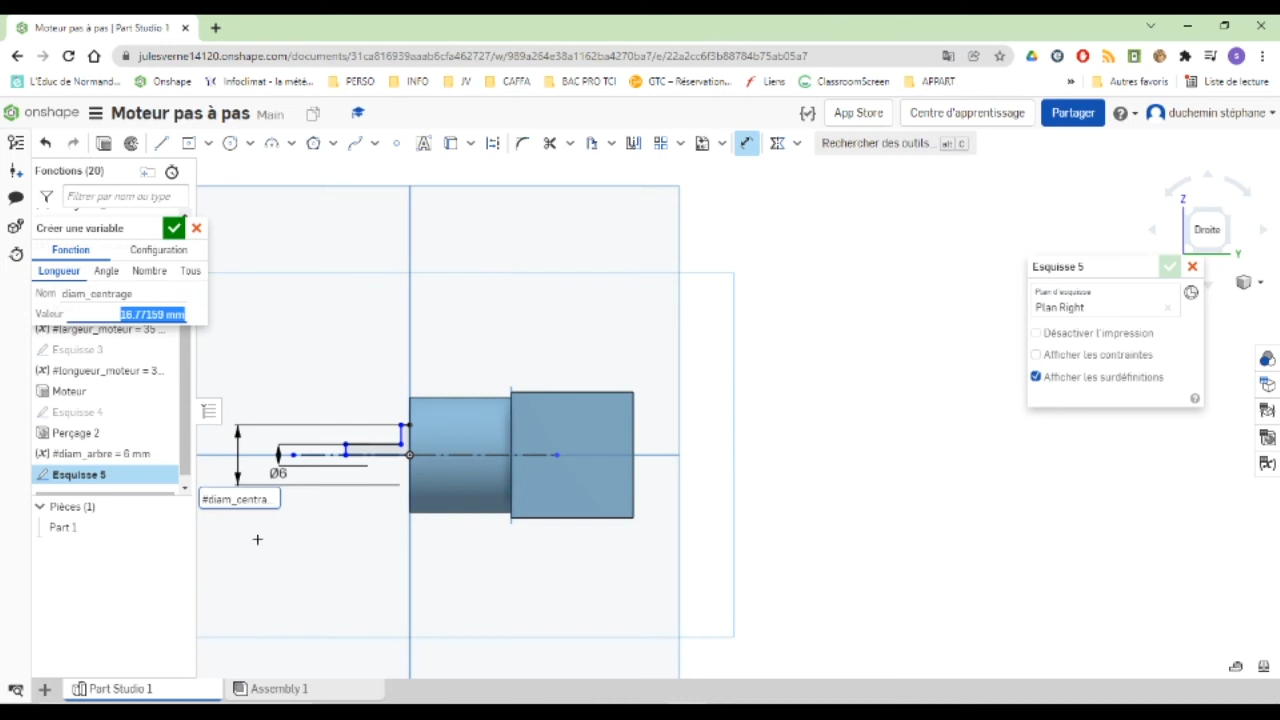 Moteur pas à pas | Part Studio 1
julesverne14120.onshape.com/documents/31ca816939aaab8cfa462727/w/989a264e38a1162ba4270ba7/e/22a2cc6f3b88784b75ab05a7
L'Éduc de Normand... Onshape Infoclimat - la mété... PERSO INFO JV CAFFA BAC PRO TCI GTC – Réservation... Liens ClassroomScreen APPART » Autres favoris Liste de lecture
onshape Moteur pas à pas Main App Store Centre d'apprentissage Partager duchemin stéphane
Rechercher des outils... alt C
Fonctions (20)
Filtrer par nom ou type
Créer une variable
Fonction Configuration
Longueur Angle Nombre Tous
Nom diam_centrage
Valeur 16.77159 mm
(x) #largeur_moteur = 35 ...
Esquisse 3
(x) #longueur_moteur = 3...
Moteur
Esquisse 4
Perçage 2
(x) #diam_arbre = 6 mm
Esquisse 5
Pièces (1)
Part 1
Ø6
#diam_centra
Z
Droite
Y
Esquisse 5
Plan d'esquisse
Plan Right
Désactiver l'impression
Afficher les contraintes
Afficher les surdéfinitions
Part Studio 1 Assembly 1